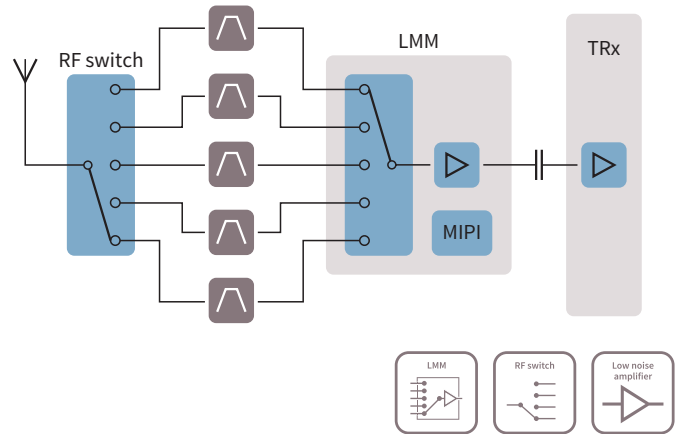 RF switch
LMM
TRx
MIPI
LMM
RF switch
Low noise
amplifier